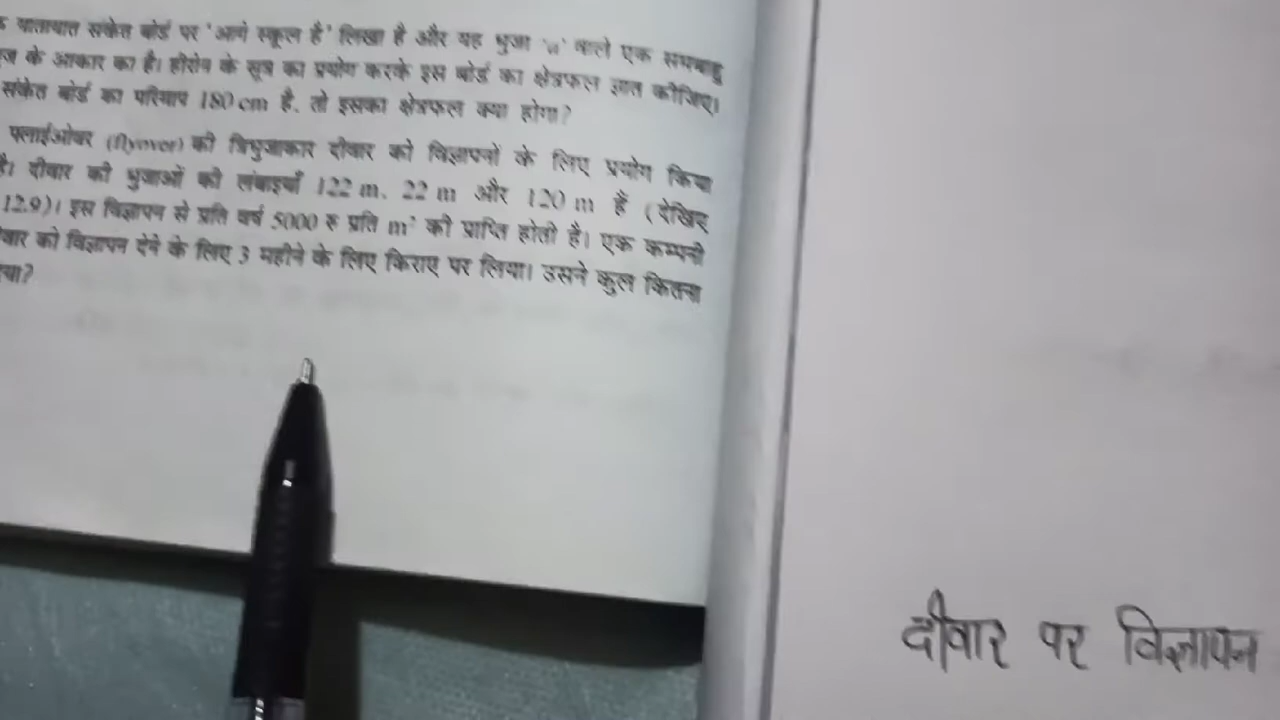 यातायात संकेत बोर्ड पर 'आगे स्कूल है' लिखा है और यह भुजा 'a' वाले एक समबाहु
के आकार का है। हीरोन के सूत्र का प्रयोग करके इस बोर्ड का क्षेत्रफल ज्ञात कीजिए।
संकेत बोर्ड का परिमाप 180 cm है, तो इसका क्षेत्रफल क्या होगा?
फ्लाईओवर (flyover) की त्रिभुजाकार दीवार को विज्ञापनों के लिए प्रयोग किया
है। दीवार की भुजाओं की लंबाइयाँ 122 m, 22 m और 120 m हैं (देखिए
12.9)। इस विज्ञापन से प्रति वर्ष 5000 रु प्रति m² की प्राप्ति होती है। एक कम्पनी
को विज्ञापन देने के लिए 3 महीने के लिए किराए पर लिया। उसने कुल कितना
दीवार पर विज्ञापन